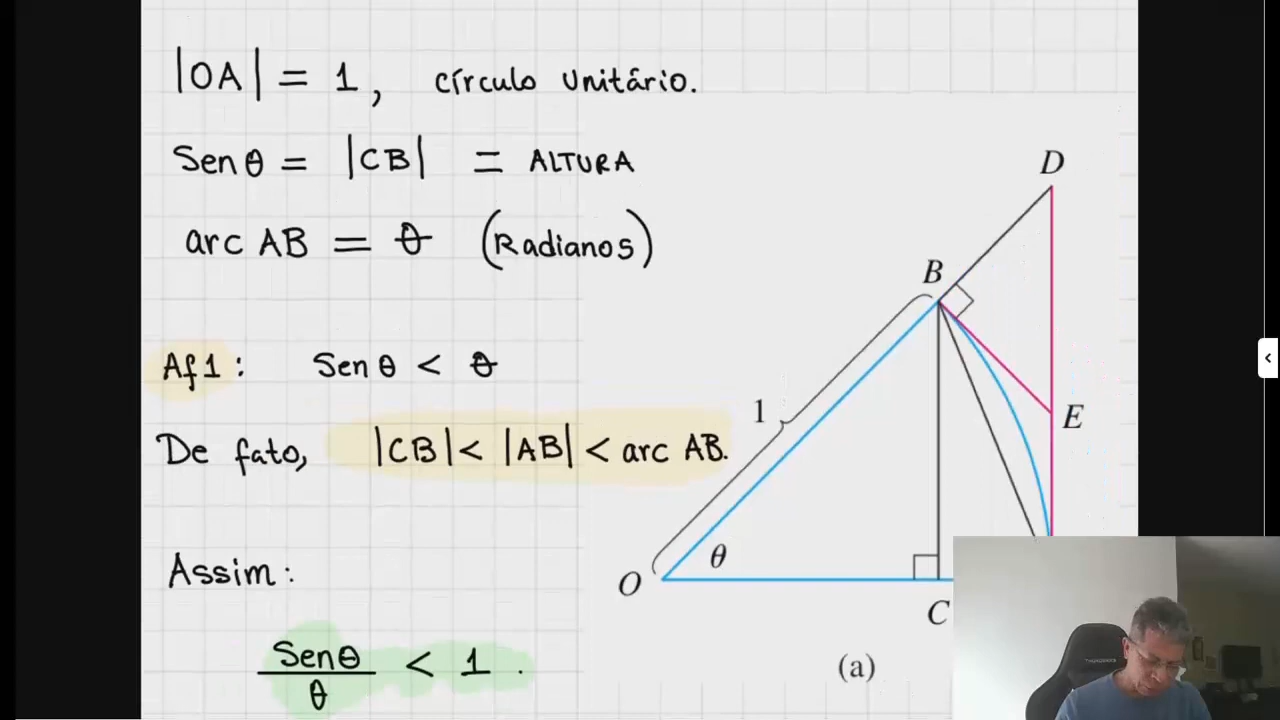 |OA| = 1, círculo unitário.
Sen θ = |CB| = ALTURA
arc AB = θ (Radianos)
Af1: Sen θ < θ
De fato, |CB| < |AB| < arc AB.
Assim:
Sen θ / θ < 1.
D
B
1
E
θ
O
C
(a)